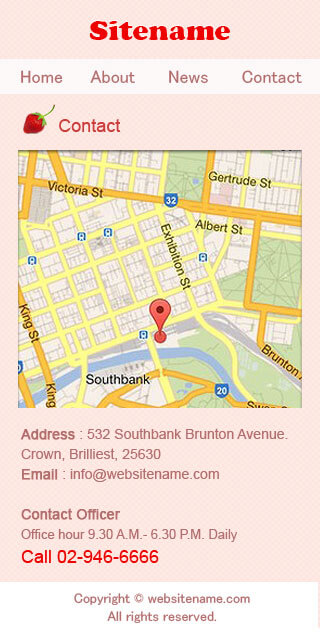 Sitename
Home About News Contact
Contact
Gertrude St
Victoria St
32
Albert St
Exhibition St
King St
King St
Brunton
Southbank
20
Address : 532 Southbank Brunton Avenue.
Crown, Brilliest, 25630
Email : info@websitename.com
Contact Officer
Office hour 9.30 A.M.- 6.30 P.M. Daily
Call 02-946-6666
Copyright © websitename.com
All rights reserved.